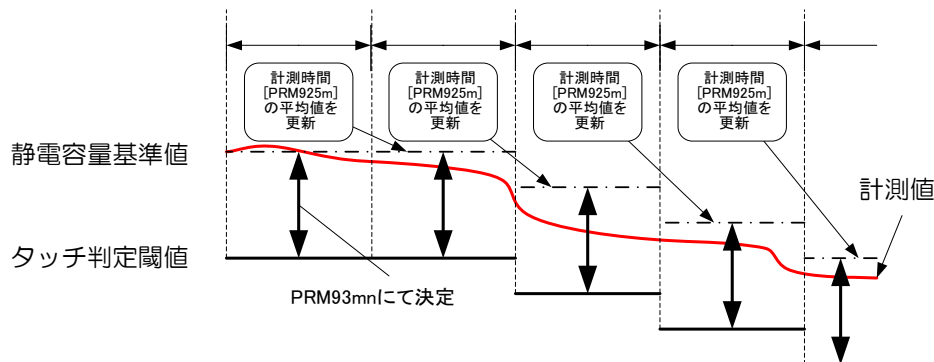 計測時間
[PRM925m]
の平均値を
更新
計測時間
[PRM925m]
の平均値を
更新
計測時間
[PRM925m]
の平均値を
更新
計測時間
[PRM925m]
の平均値を
更新
静電容量基準値
計測値
タッチ判定閾値
PRM93mnにて決定